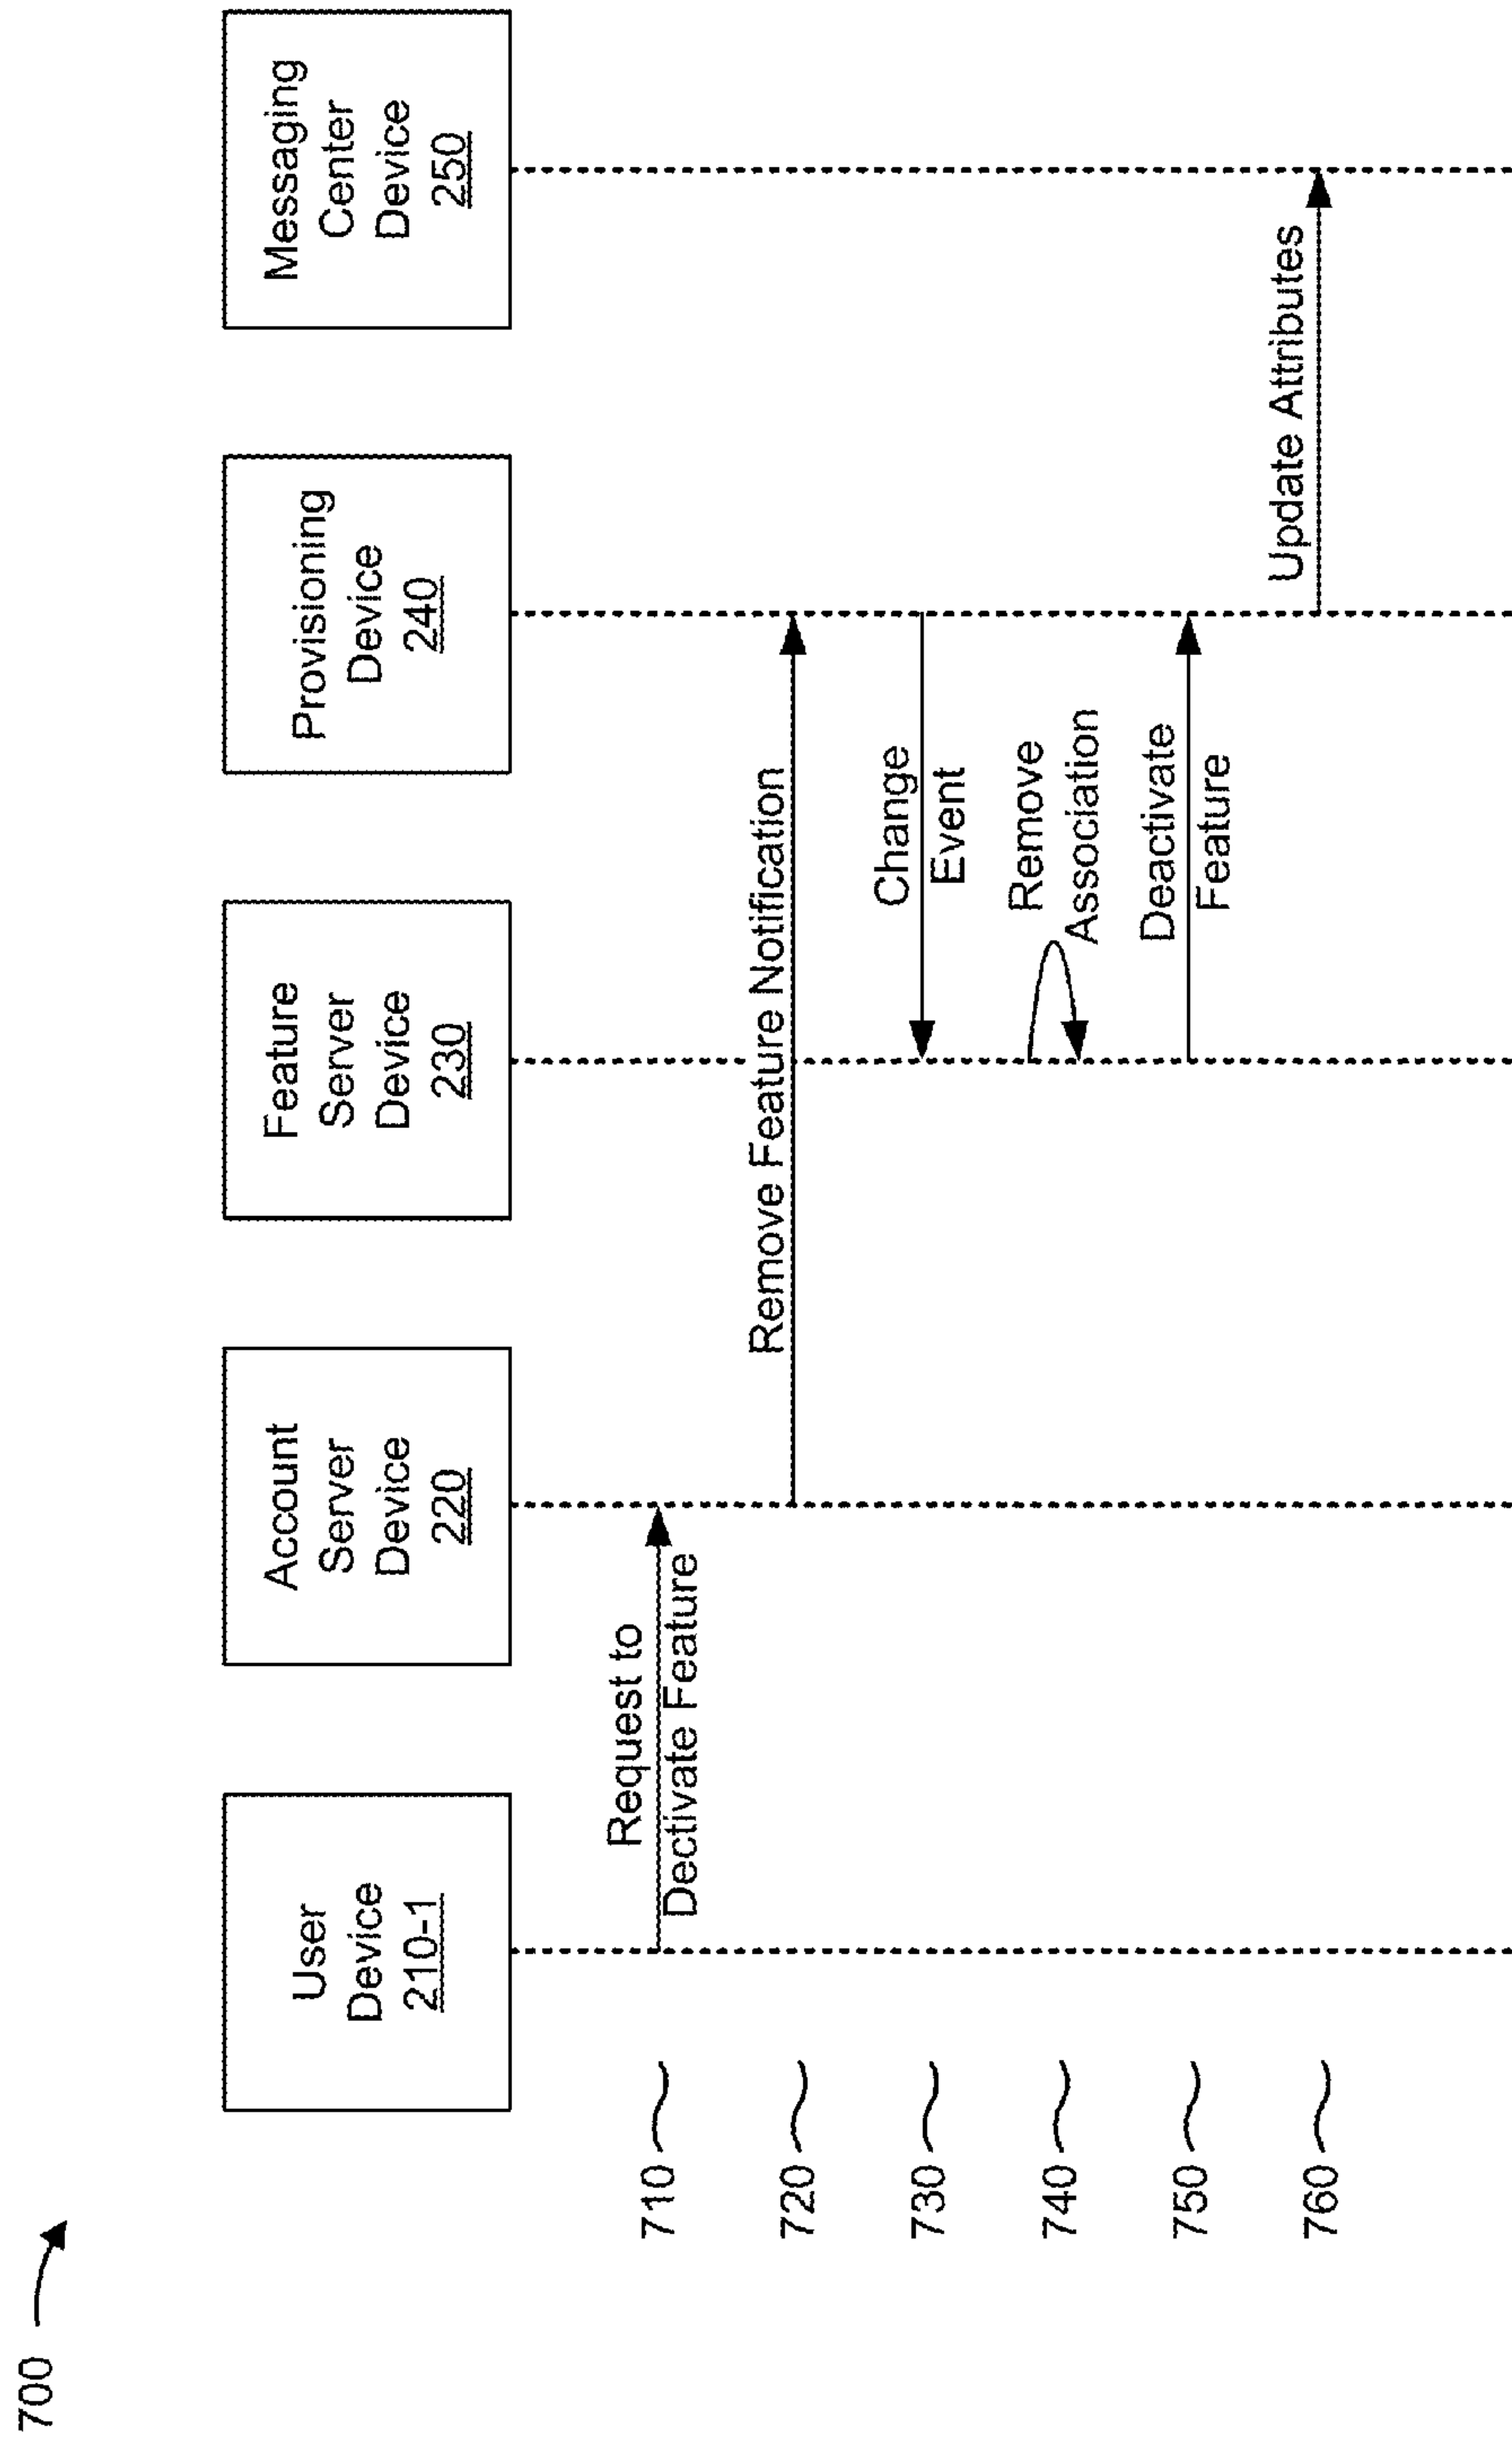 700
User
Device
210-1
Account
Server
Device
220
Feature
Server
Device
230
Provisioning
Device
240
Messaging
Center
Device
250
710
Request to
Dectivate Feature
720
Remove Feature Notification
730
Change
Event
740
Remove
Association
750
Deactivate
Feature
760
Update Attributes